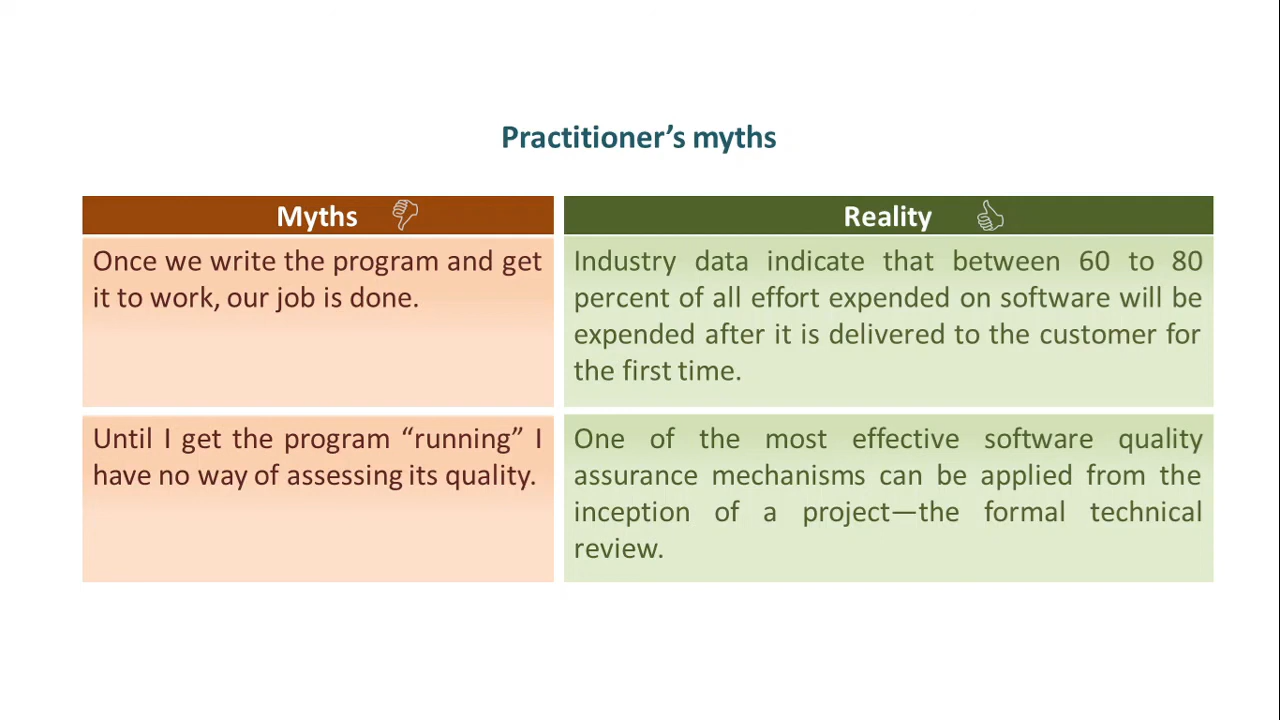 Practitioner’s myths
Myths
Reality
Once we write the program and get
it to work, our job is done.
Industry data indicate that between 60 to 80
percent of all effort expended on software will be
expended after it is delivered to the customer for
the first time.
Until I get the program “running” I
have no way of assessing its quality.
One of the most effective software quality
assurance mechanisms can be applied from the
inception of a project—the formal technical
review.